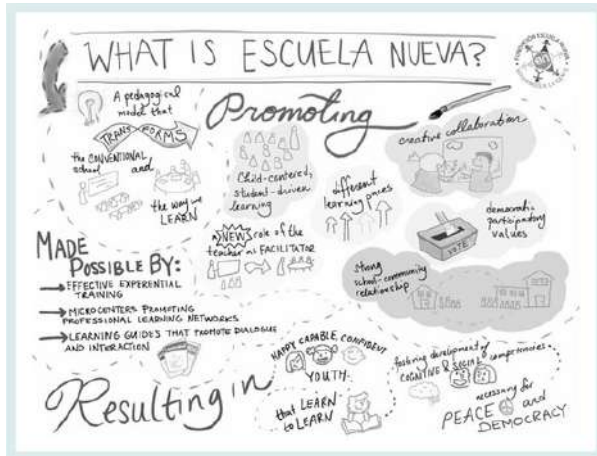 WHAT IS ESCUELA NUEVA?
FUNDACIÓN ESCUELA NUEVA
A pedagogical
model that
TRANSFORMS
the CONVENTIONAL
school and
the way we
LEARN
Promoting
Child-centered,
student-driven
learning
different
learning paces
creative collaboration
A NEW role of the
teacher as FACILITATOR
VOTE
democratic
participatory
values
strong
school-community
relationship
MADE
POSSIBLE BY:
EFFECTIVE EXPERIENTIAL
TRAINING
MICROCENTERS PROMOTING
PROFESSIONAL LEARNING NETWORKS
LEARNING GUIDES THAT PROMOTE DIALOGUE
AND INTERACTION
Resulting in
HAPPY CAPABLE, CONFIDENT
YOUTH
that LEARN
to LEARN
fostering development of
COGNITIVE & SOCIAL competencies
necessary for
PEACE and
DEMOCRACY